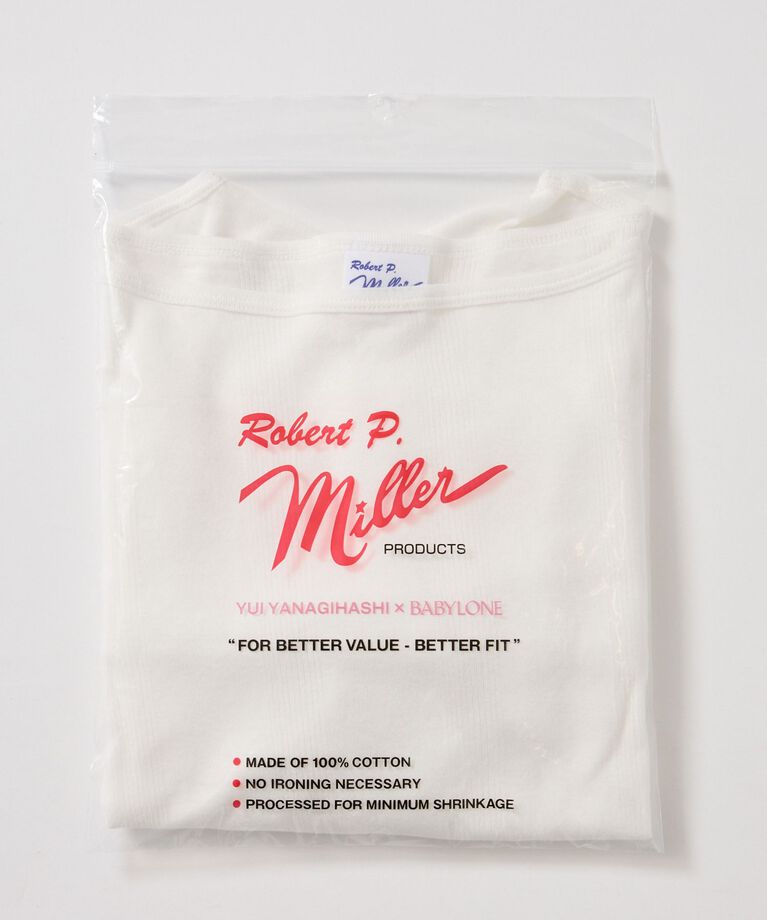 Robert P.
Miller
Robert P.
Miller
PRODUCTS
YUI YANAGIHASHI × BABYLONE
“FOR BETTER VALUE - BETTER FIT”
• MADE OF 100% COTTON
• NO IRONING NECESSARY
• PROCESSED FOR MINIMUM SHRINKAGE